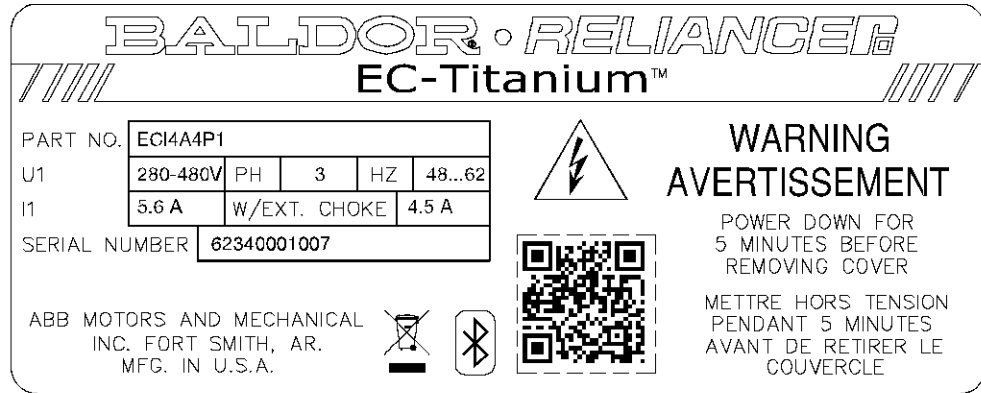 BALDOR® • RELIANCE
EC-Titanium™
PART NO. ECI4A4P1
U1 280-480V PH 3 HZ 48...62
I1 5.6 A W/EXT. CHOKE 4.5 A
SERIAL NUMBER 62340001007
ABB MOTORS AND MECHANICAL
INC. FORT SMITH, AR.
MFG. IN U.S.A.
WARNING
AVERTISSEMENT
POWER DOWN FOR
5 MINUTES BEFORE
REMOVING COVER
METTRE HORS TENSION
PENDANT 5 MINUTES
AVANT DE RETIRER LE
COUVERCLE